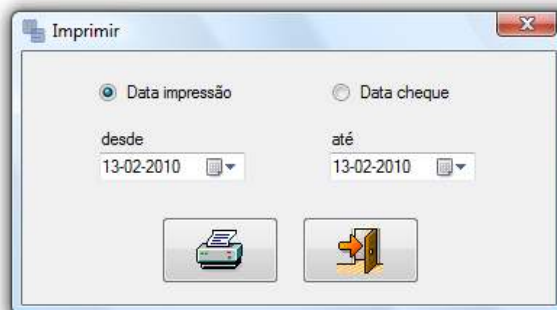 Imprimir
Data impressão Data cheque
desde até
13-02-2010 13-02-2010